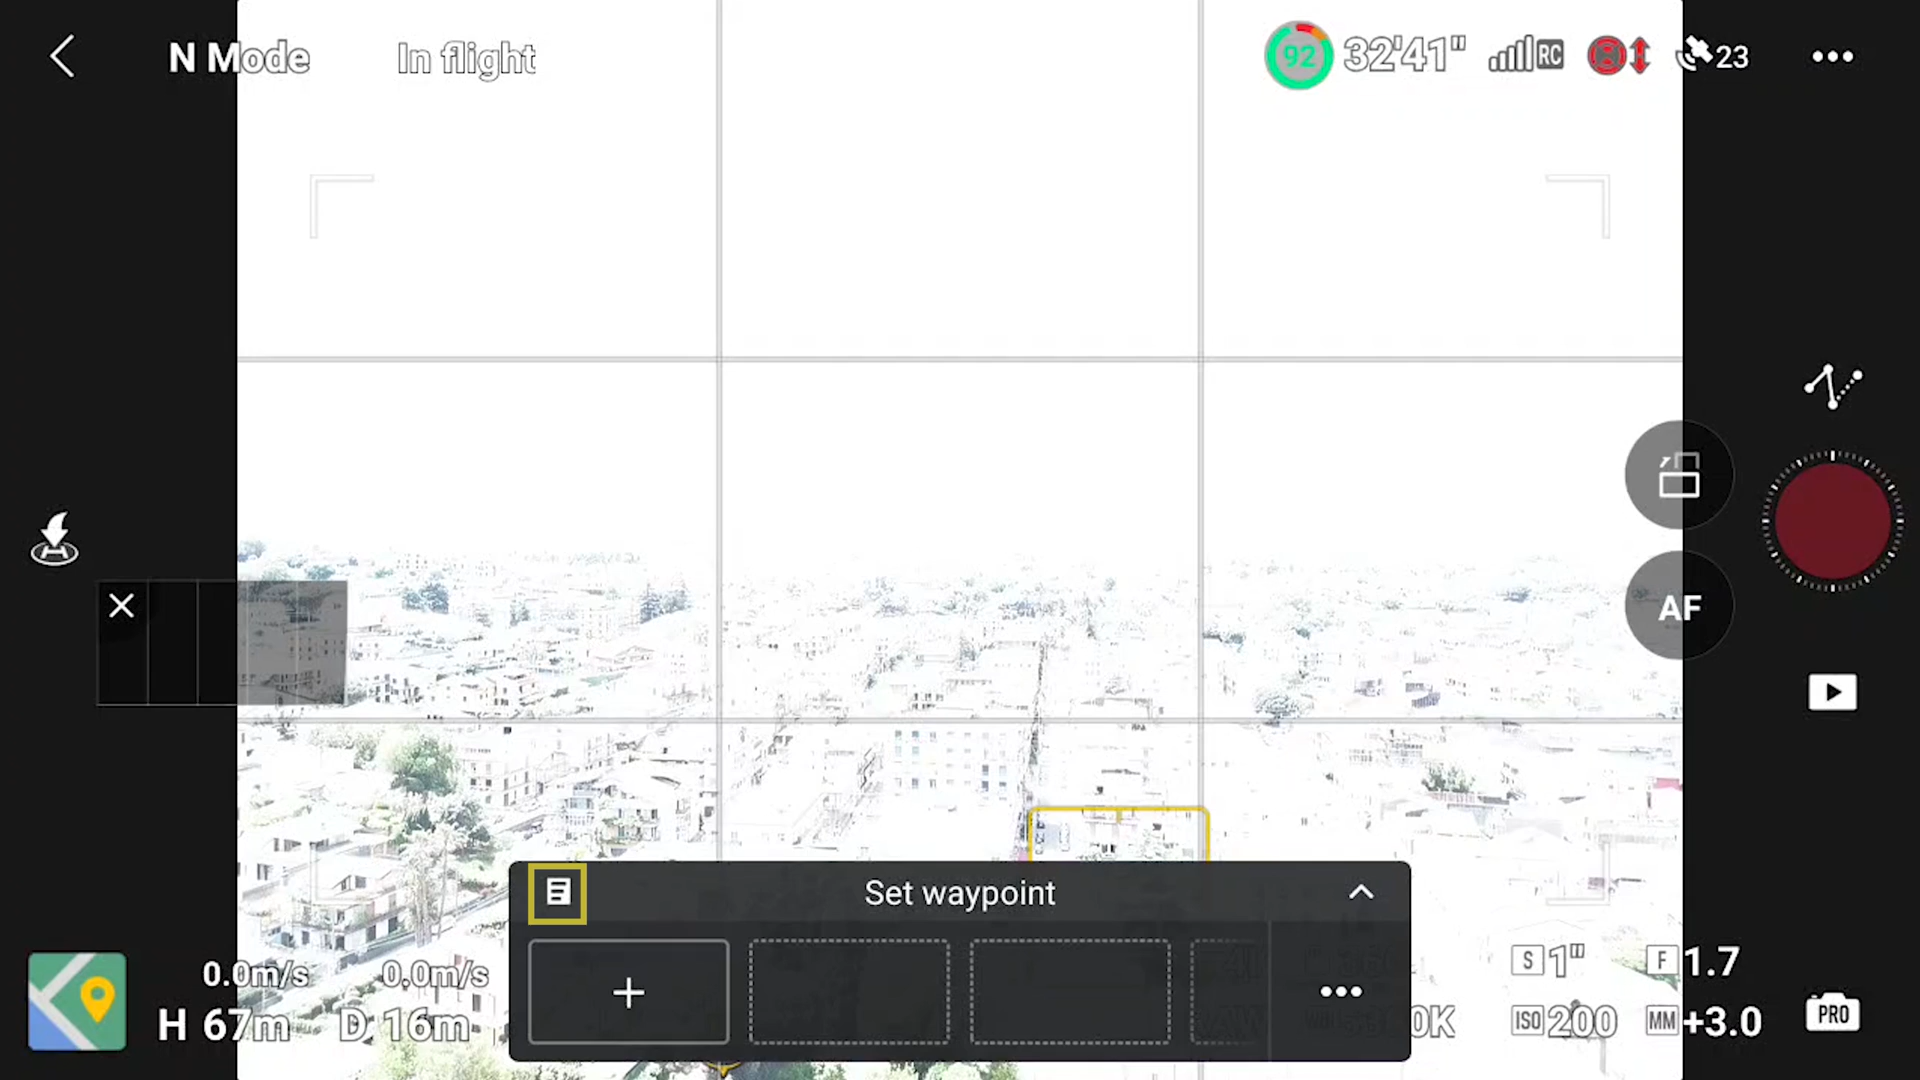 N Mode
In flight
92
32'41"
RC
23
AF
Set waypoint
0.0m/s
0.0m/s
H 67m
D 16m
0K
S 1"
F 1.7
ISO 200
MM +3.0
PRO